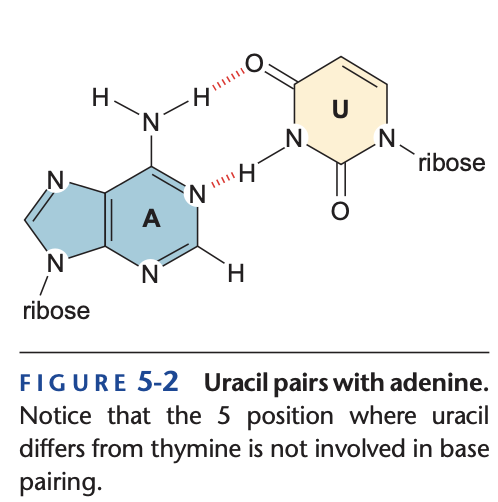 O
H
H
N
U
N
H
N
ribose
N
N
A
O
N
N
H
ribose
FIGURE 5-2 Uracil pairs with adenine.
Notice that the 5 position where uracil
differs from thymine is not involved in base
pairing.